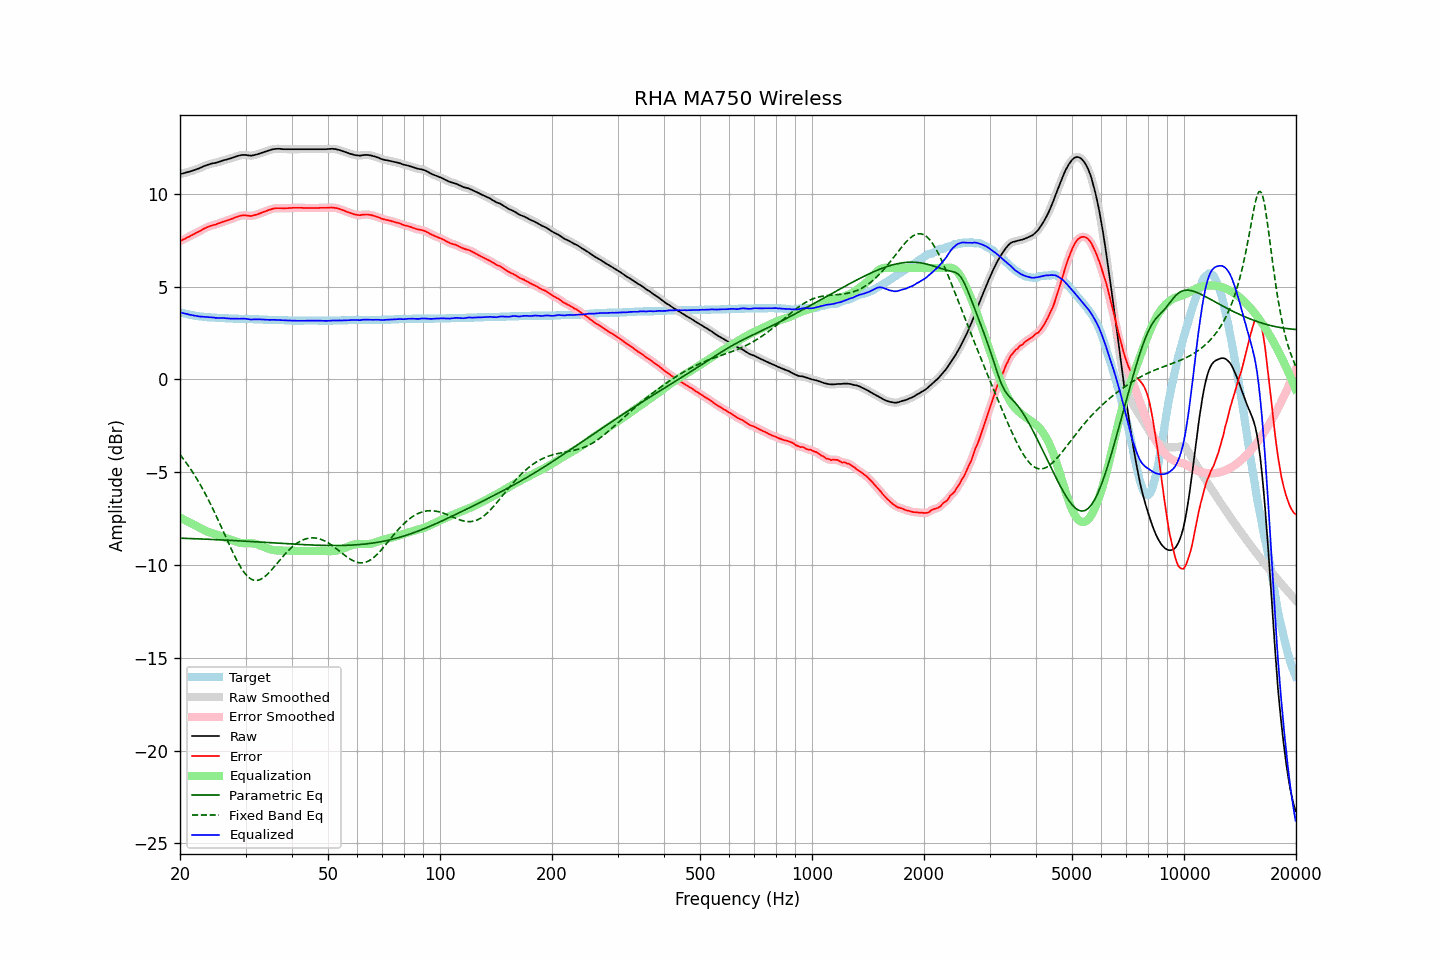 RHA MA750 Wireless
Amplitude (dBr)
10
5
0
−5
−10
−15
−20
−25
Target
Raw Smoothed
Error Smoothed
Raw
Error
Equalization
Parametric Eq
Fixed Band Eq
Equalized
20
50
100
200
500
1000
2000
5000
10000
20000
Frequency (Hz)